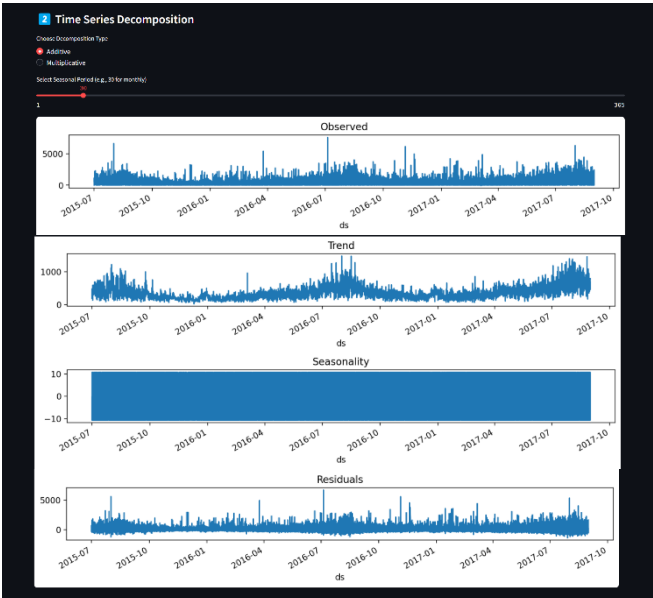 2 Time Series Decomposition
Choose Decomposition Type
Additive
Multiplicative
Select Seasonal Period (e.g., 30 for monthly)
1 365
Observed
5000
0
2015-07 2015-10 2016-01 2016-04 2016-07 2016-10 2017-01 2017-04 2017-07 2017-10
ds
Trend
1000
0
2015-07 2015-10 2016-01 2016-04 2016-07 2016-10 2017-01 2017-04 2017-07 2017-10
ds
Seasonality
10
0
−10
2015-07 2015-10 2016-01 2016-04 2016-07 2016-10 2017-01 2017-04 2017-07 2017-10
ds
Residuals
5000
0
2015-07 2015-10 2016-01 2016-04 2016-07 2016-10 2017-01 2017-04 2017-07 2017-10
ds